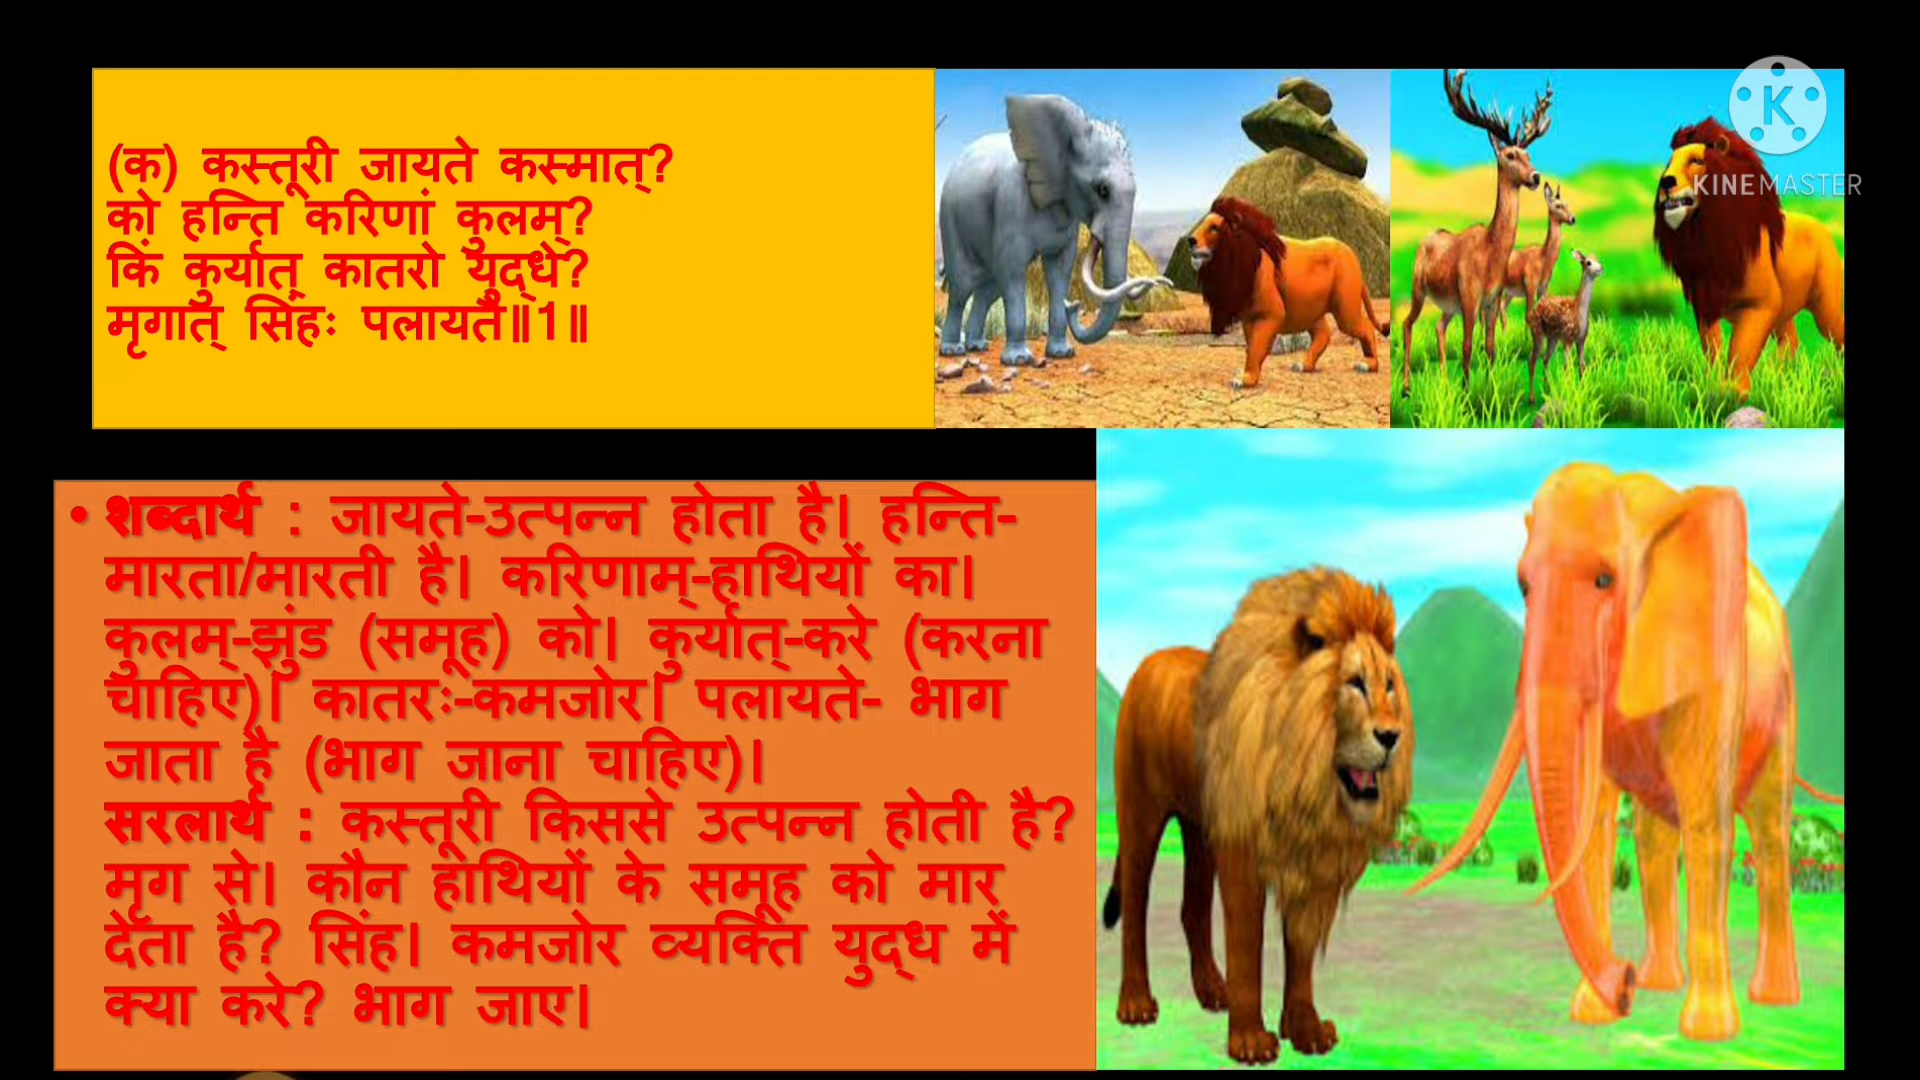 (क) कस्तूरी जायते कस्मात्?
को हन्ति करिणां कुलम्?
किं कुर्यात् कातरो युद्धे?
मृगात् सिंहः पलायते॥1॥
K
KINEMASTER
• शब्दार्थ : जायते-उत्पन्न होता है। हन्ति-
मारता/मारती है। करिणाम्-हाथियों का।
कुलम्-झुंड (समूह) को। कुर्यात्-करे (करना
चाहिए)। कातरः-कमजोर। पलायते- भाग
जाता है (भाग जाना चाहिए)।
सरलार्थ : कस्तूरी किससे उत्पन्न होती है?
मृग से। कौन हाथियों के समूह को मार
देता है? सिंह। कमजोर व्यक्ति युद्ध में
क्या करे? भाग जाए।